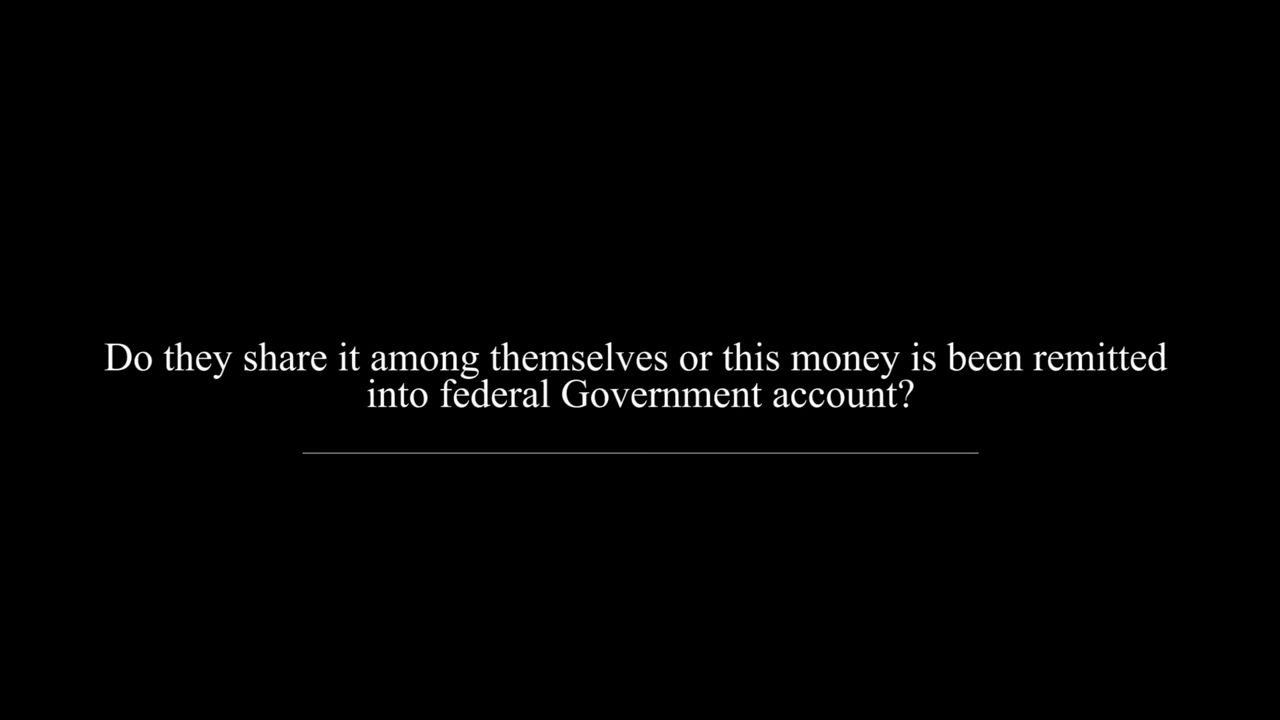 Do they share it among themselves or this money is been remitted
into federal Government account?